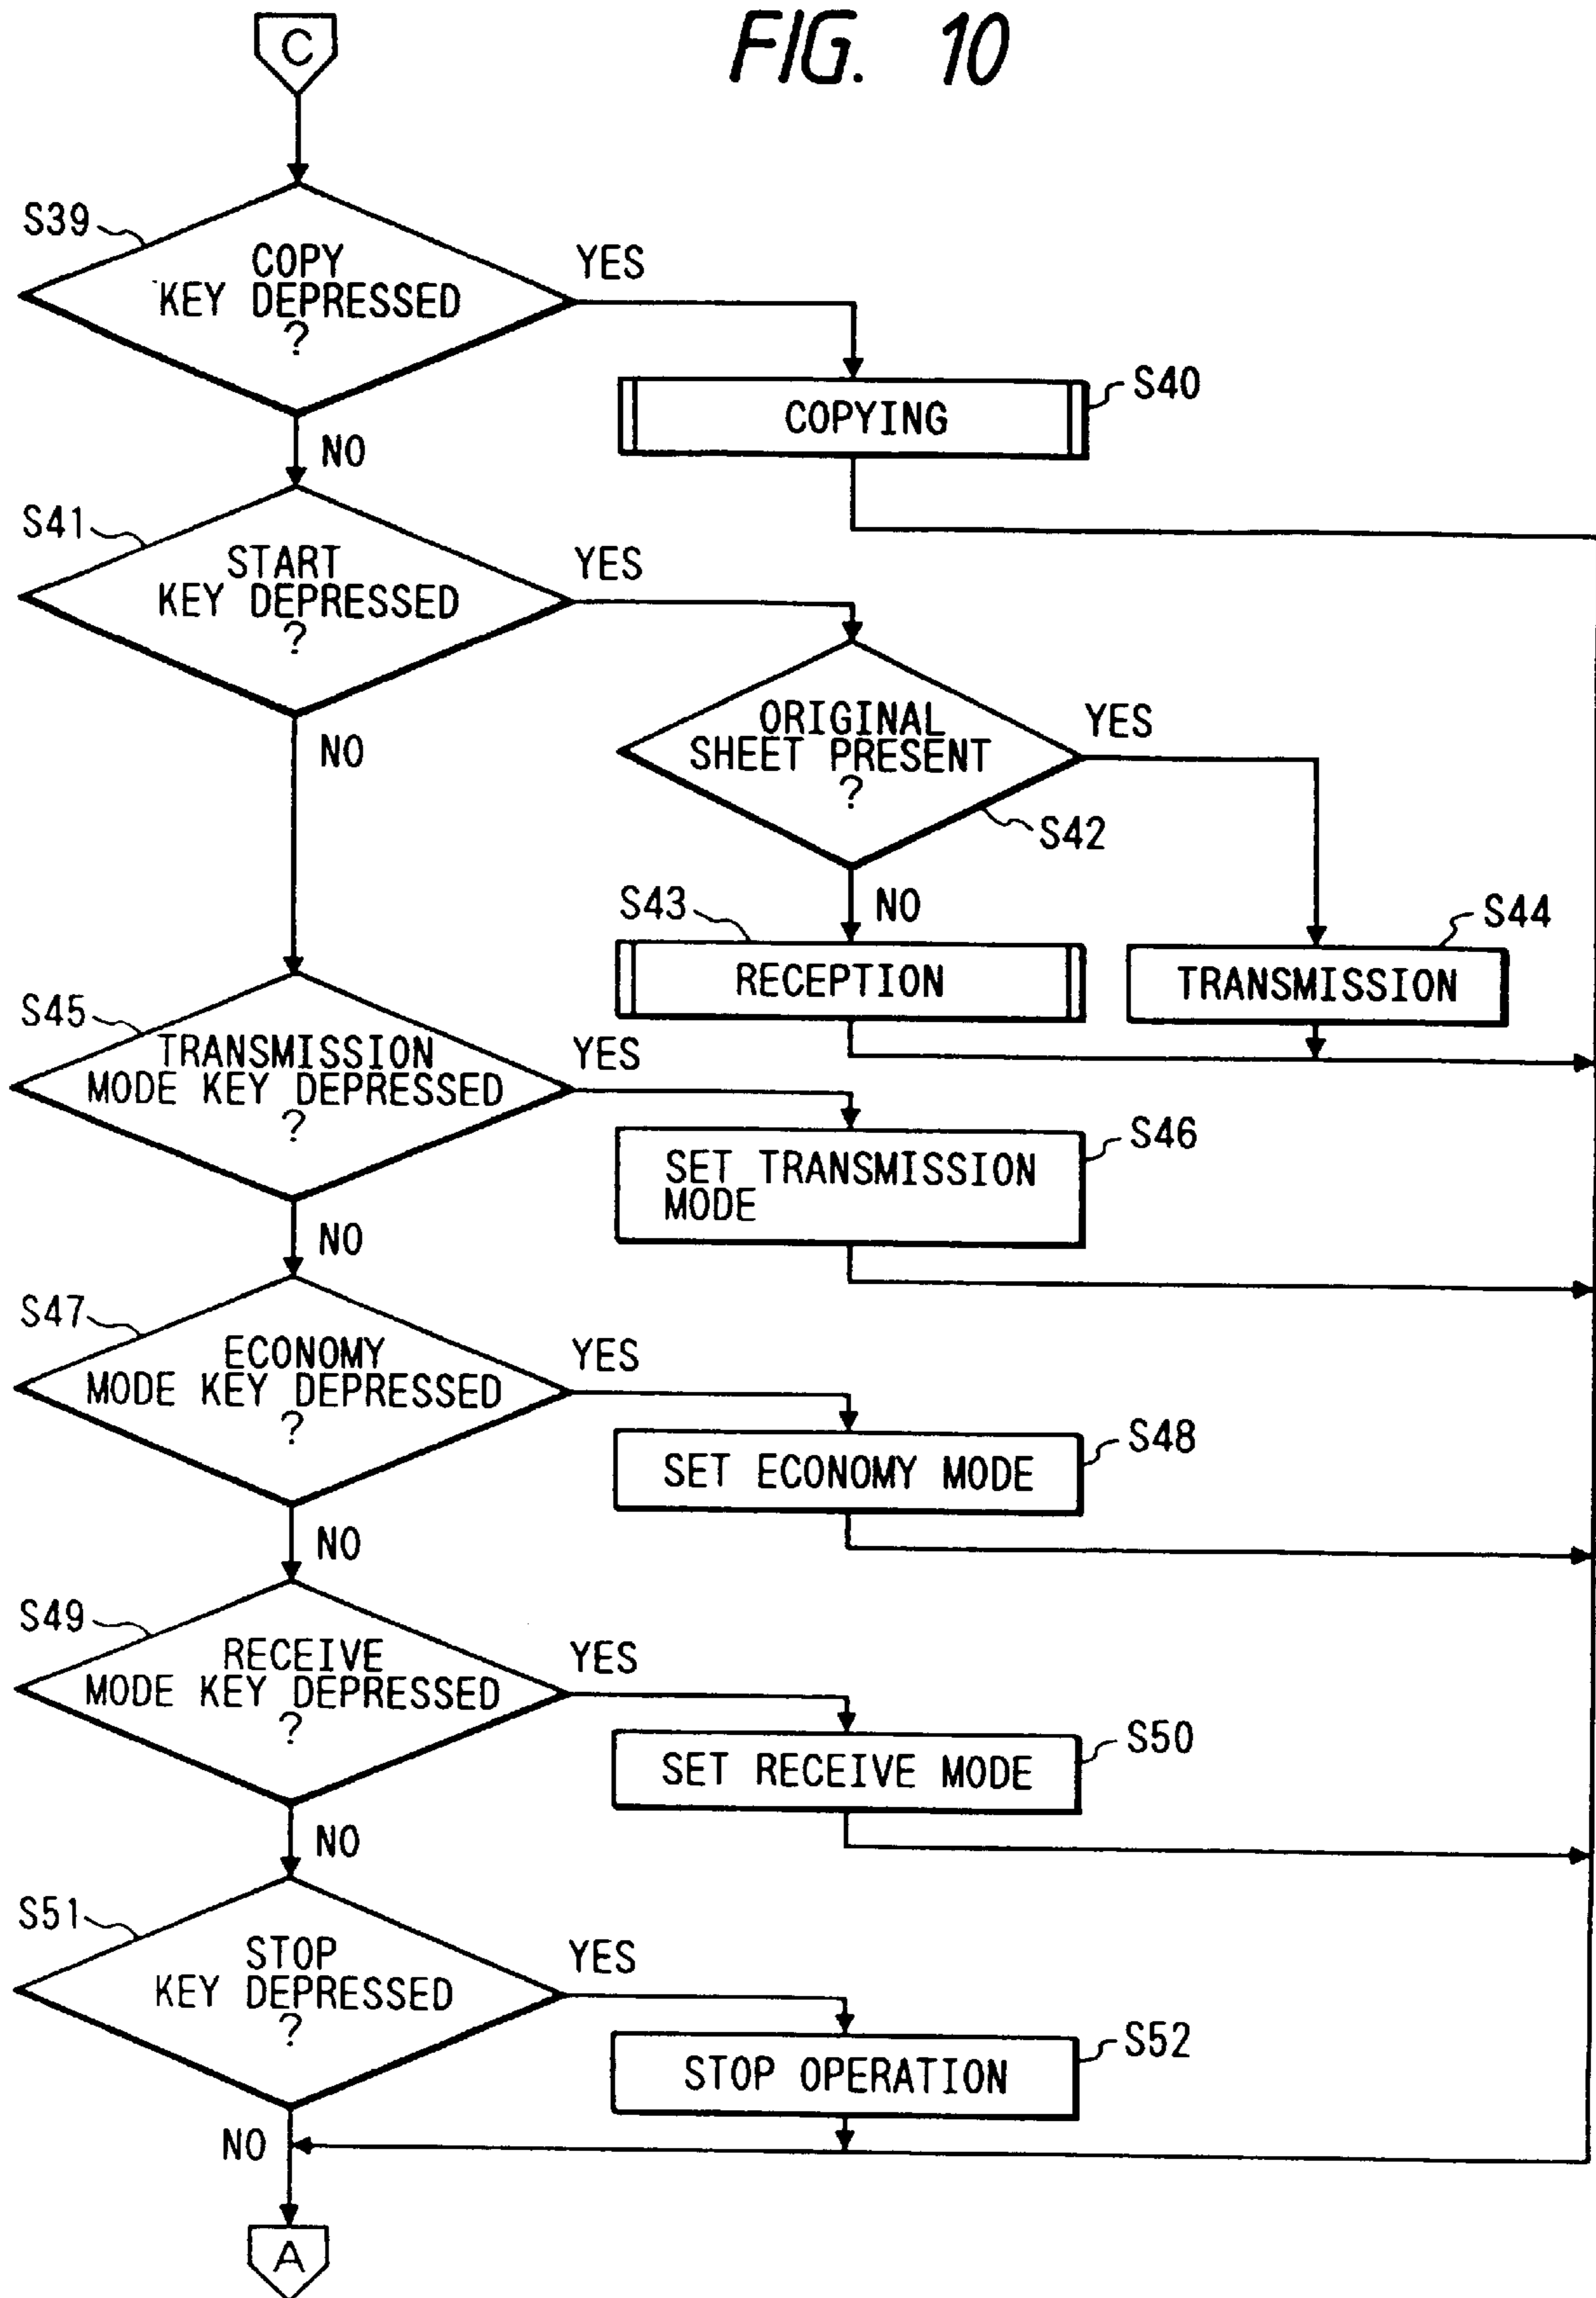 FIG. 10
C
S39
COPY
KEY DEPRESSED
?
YES
NO
COPYING
S40
S41
START
KEY DEPRESSED
?
YES
NO
ORIGINAL
SHEET PRESENT
?
YES
S42
NO
S43
RECEPTION
S44
TRANSMISSION
S45
TRANSMISSION
MODE KEY DEPRESSED
?
YES
NO
S46
SET TRANSMISSION
MODE
S47
ECONOMY
MODE KEY DEPRESSED
?
YES
NO
S48
SET ECONOMY MODE
S49
RECEIVE
MODE KEY DEPRESSED
?
YES
NO
S50
SET RECEIVE MODE
S51
STOP
KEY DEPRESSED
?
YES
S52
STOP OPERATION
NO
A